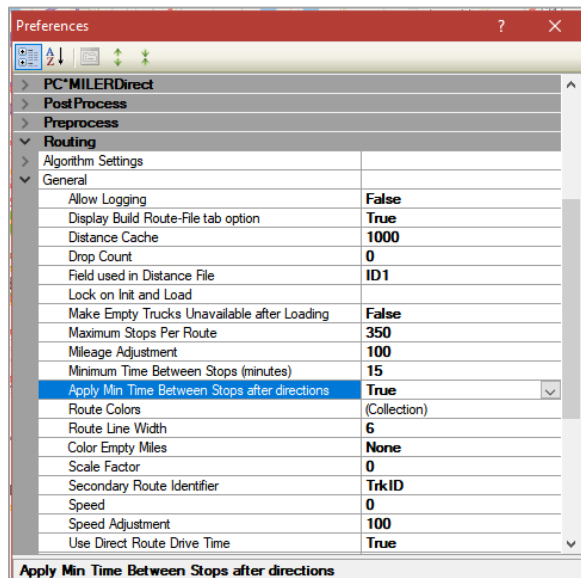 Preferences
PC*MILERDirect
PostProcess
Preprocess
Routing
Algorithm Settings
General
Allow Logging False
Display Build Route-File tab option True
Distance Cache 1000
Drop Count 0
Field used in Distance File ID1
Lock on Init and Load
Make Empty Trucks Unavailable after Loading False
Maximum Stops Per Route 350
Mileage Adjustment 100
Minimum Time Between Stops (minutes) 15
Apply Min Time Between Stops after directions True
Route Colors (Collection)
Route Line Width 6
Color Empty Miles None
Scale Factor 0
Secondary Route Identifier TrkID
Speed 0
Speed Adjustment 100
Use Direct Route Drive Time True
Apply Min Time Between Stops after directions